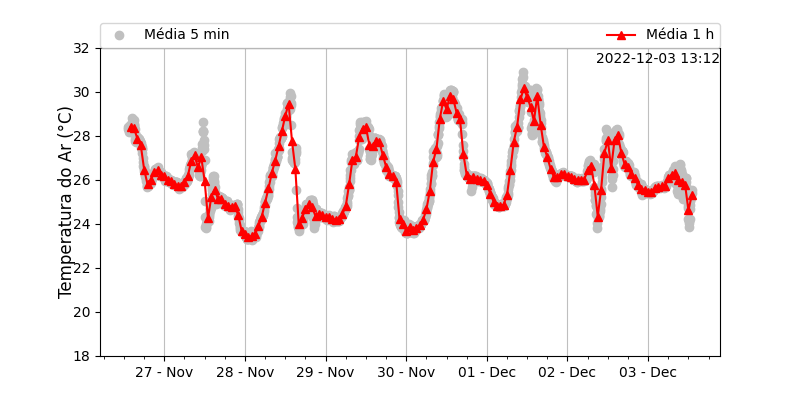 Média 5 min
Média 1 h
2022-12-03 13:12
Temperatura do Ar (°C)
32
30
28
26
24
22
20
18
27 - Nov
28 - Nov
29 - Nov
30 - Nov
01 - Dec
02 - Dec
03 - Dec